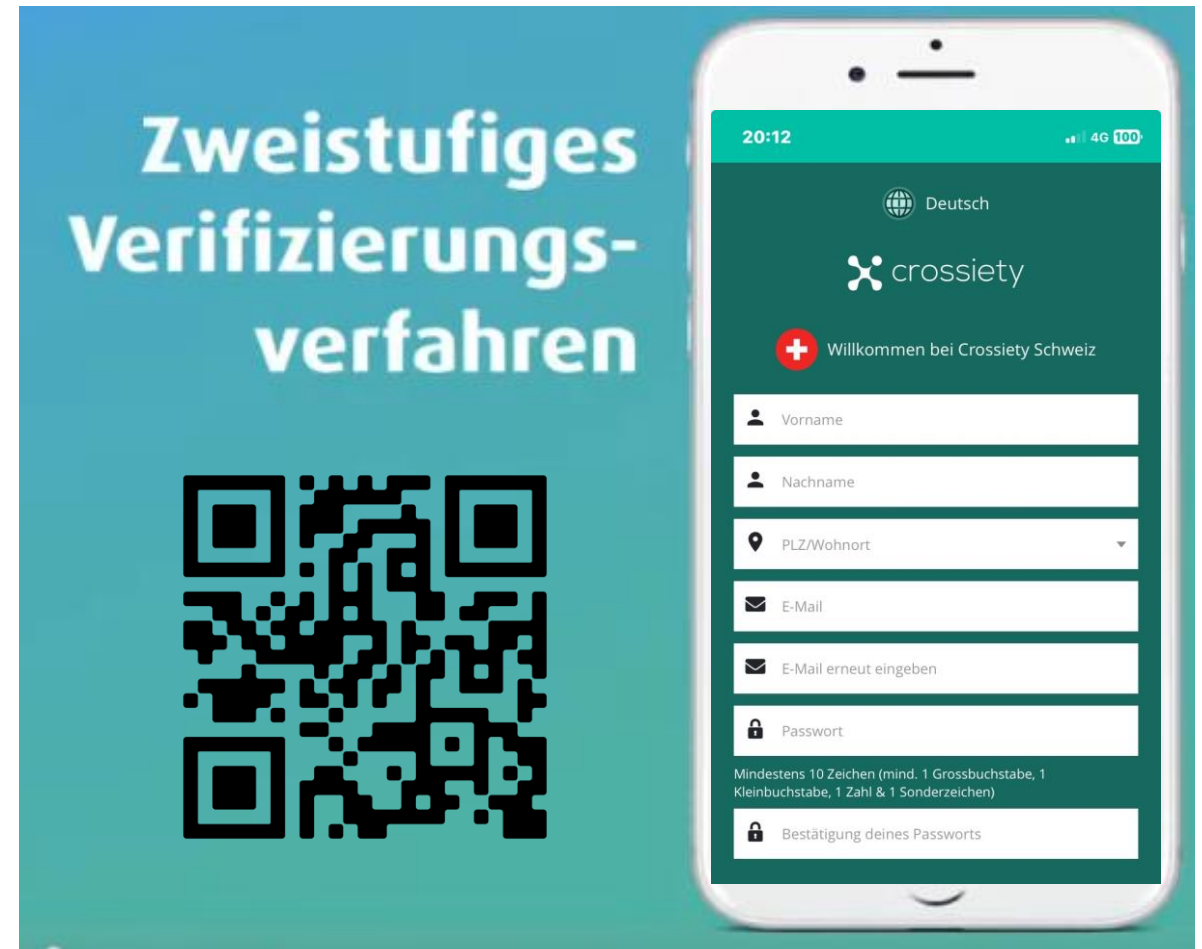 Zweistufiges
Verifizierungs-
verfahren
20:12 4G 100
Deutsch
crossiety
Willkommen bei Crossiety Schweiz
Vorname
Nachname
PLZ/Wohnort
E-Mail
E-Mail erneut eingeben
Passwort
Mindestens 10 Zeichen (mind. 1 Grossbuchstabe, 1
Kleinbuchstabe, 1 Zahl & 1 Sonderzeichen)
Bestätigung deines Passworts